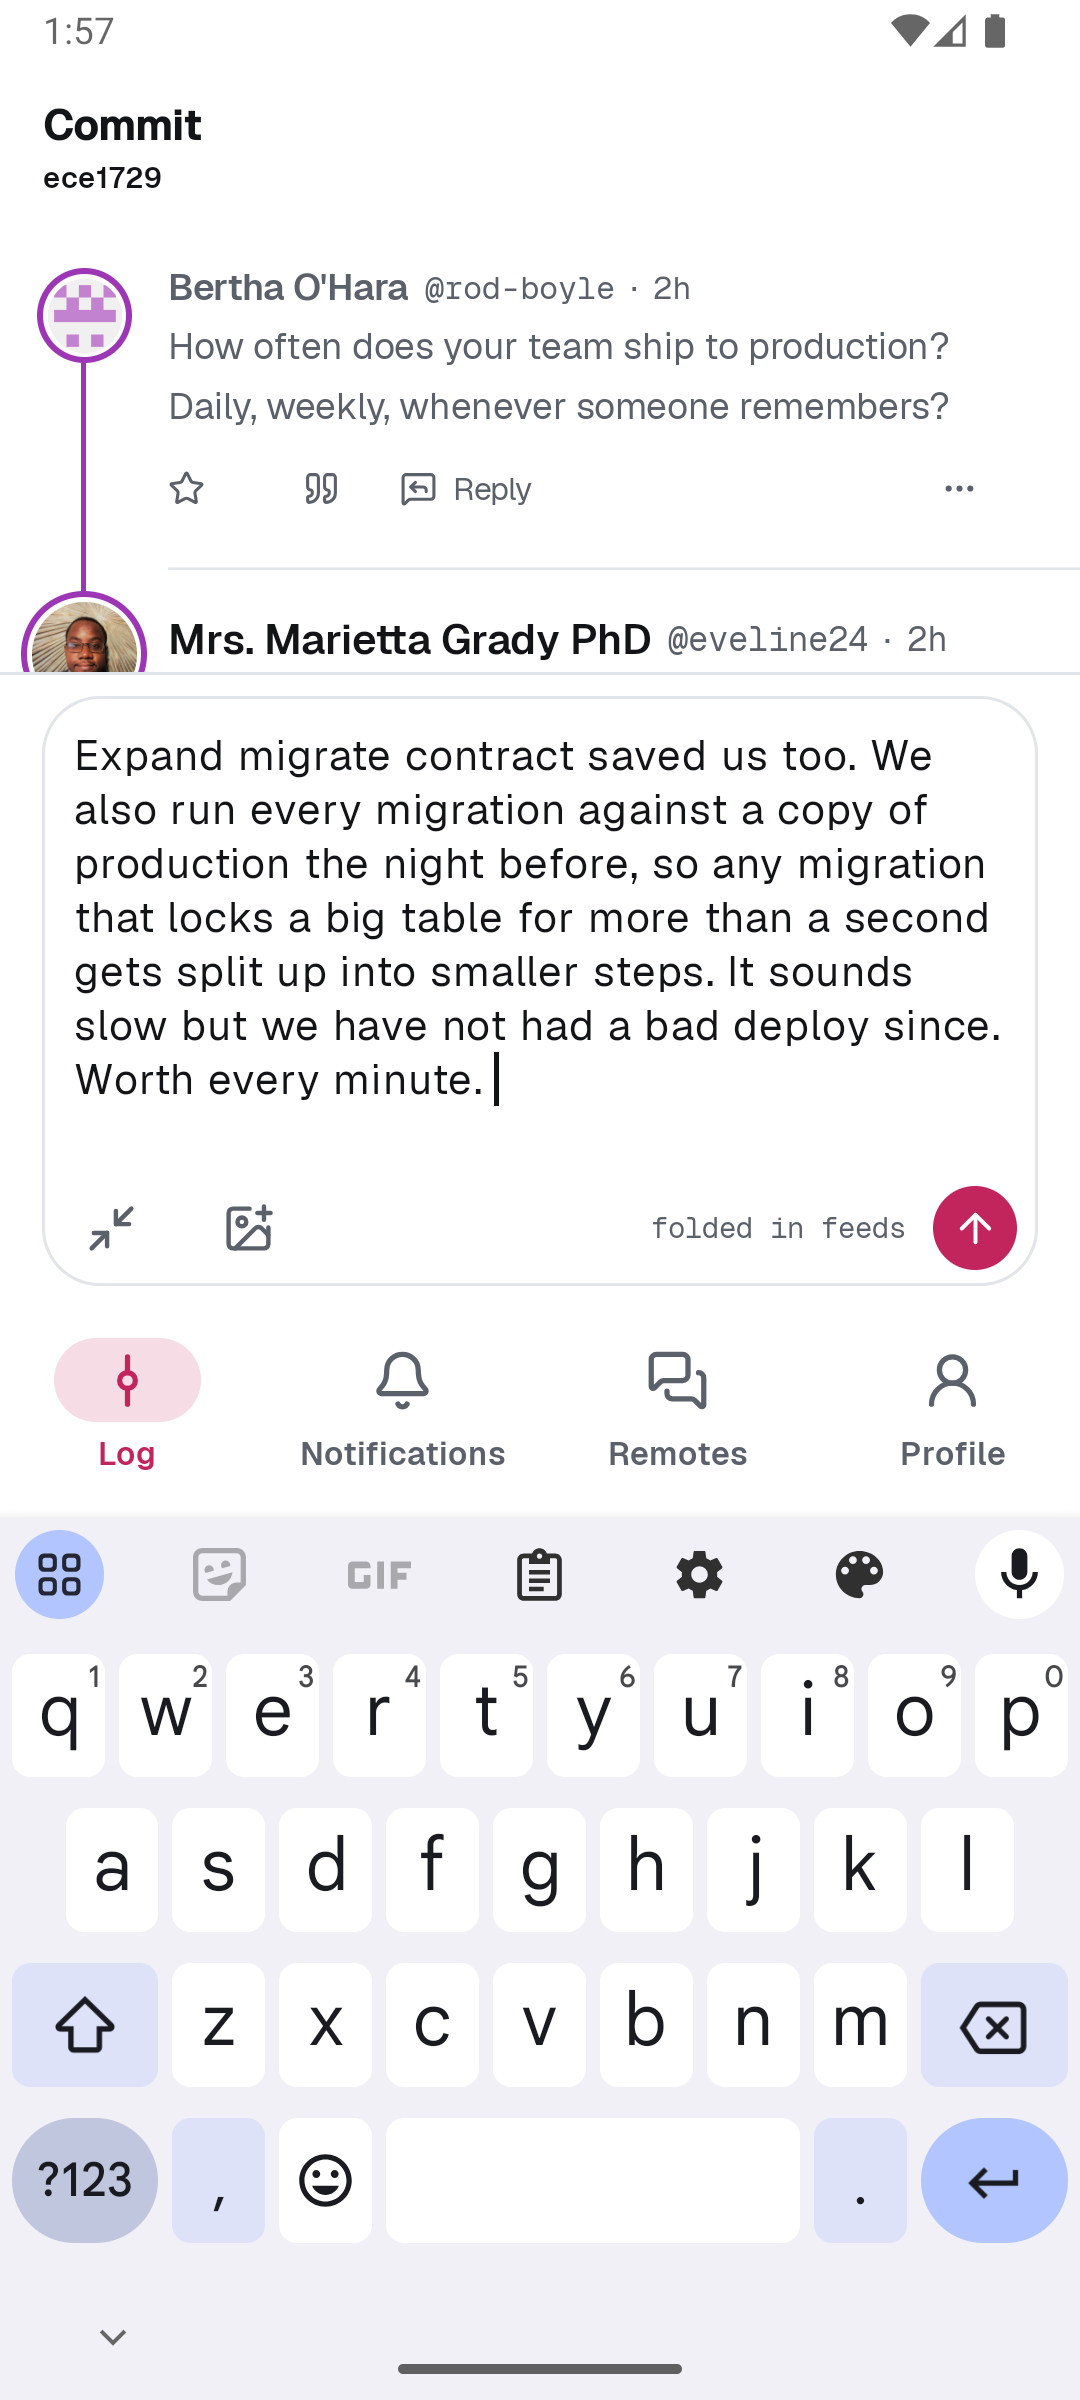 1:57
Commit
ece1729
Bertha O'Hara @rod-boyle · 2h
How often does your team ship to production?
Daily, weekly, whenever someone remembers?
Reply
Mrs. Marietta Grady PhD @eveline24 · 2h
Expand migrate contract saved us too. We
also run every migration against a copy of
production the night before, so any migration
that locks a big table for more than a second
gets split up into smaller steps. It sounds
slow but we have not had a bad deploy since.
Worth every minute.
folded in feeds
Log Notifications Remotes Profile
GIF
q1 w2 e3 r4 t5 y6 u7 i8 o9 p0
a s d f g h j k l
z x c v b n m
?123 , .